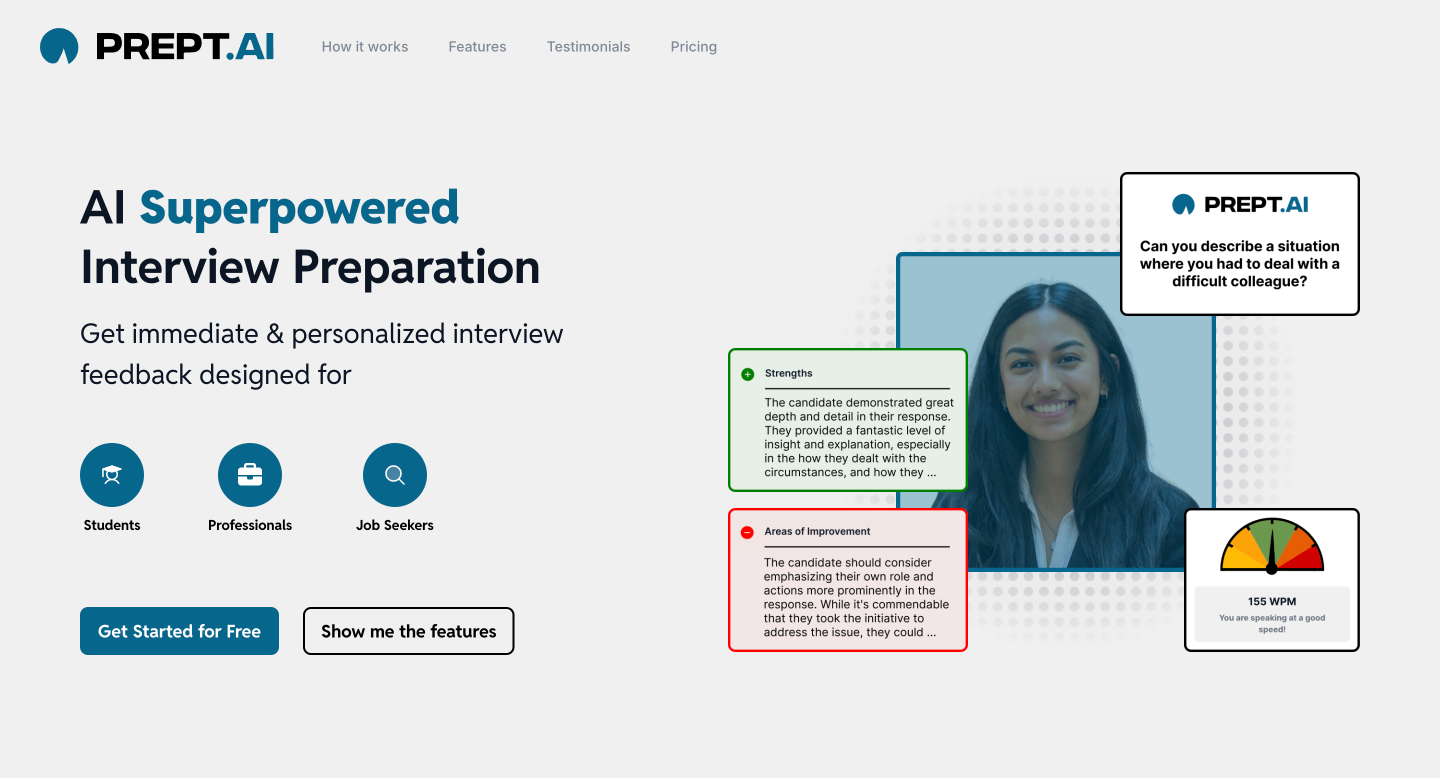 PREPT.AI
How it works
Features
Testimonials
Pricing
AI Superpowered
Interview Preparation
Get immediate & personalized interview
feedback designed for
Students
Professionals
Job Seekers
Get Started for Free
Show me the features
PREPT.AI
Can you describe a situation
where you had to deal with a
difficult colleague?
Strengths
The candidate demonstrated great
depth and detail in their response.
They provided a fantastic level of
insight and explanation, especially
in the how they dealt with the
circumstances, and how they ...
Areas of Improvement
The candidate should consider
emphasizing their own role and
actions more prominently in the
response. While it's commendable
that they took the initiative to
address the issue, they could ...
155 WPM
You are speaking at a good
speed!